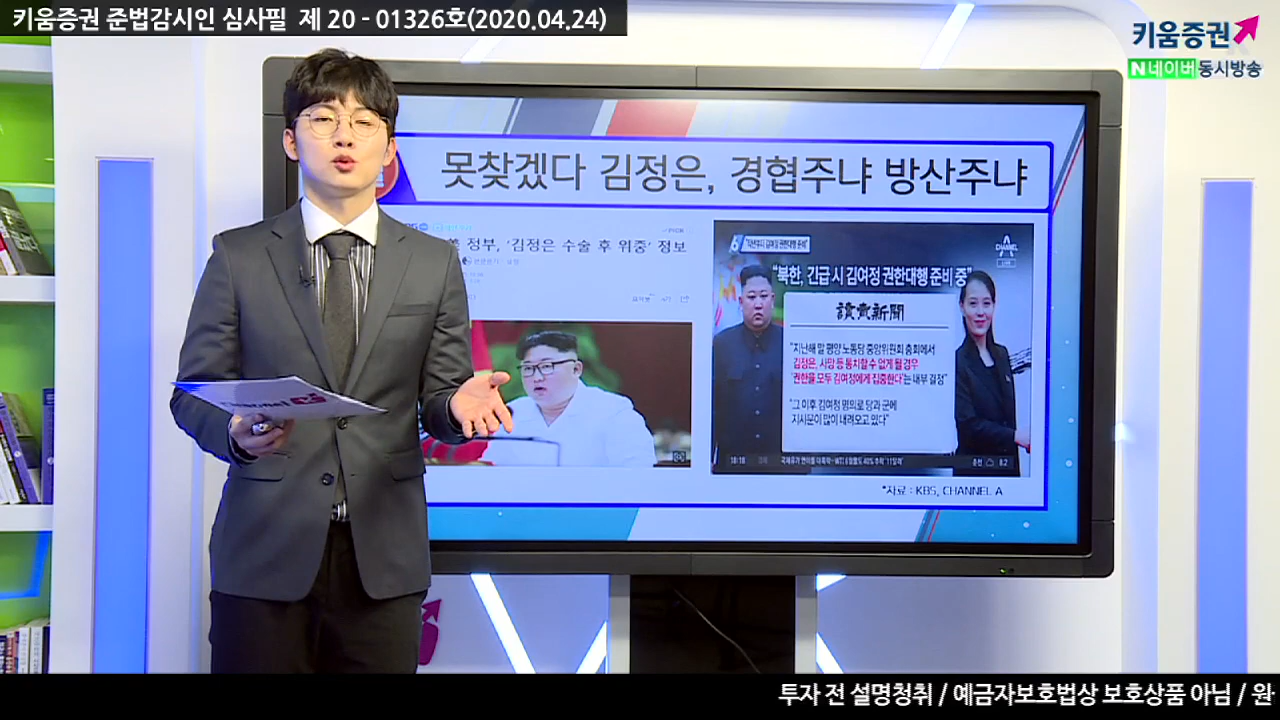 키움증권 준법감시인 심사필 제 20 - 01326호(2020.04.24)
키움증권
N 네이버 동시방송
못찾겠다 김정은, 경협주냐 방산주냐
정부, '김정은 수술 후 위중' 정보
CHANNEL A
"북한, 긴급 시 김여정 권한대행 준비 중"
讀賣新聞
"지난해 말 평양 노동당 중앙위원회 총회에서
김정은, 사망 등 통치할 수 없게 될 경우
'권한을 모두 김여정에게 집중한다'는 내부 결정"
"그 이후 김여정 명의로 당과 군에
지시문이 많이 내려오고 있다"
18:18
춘천
8.2
*자료 : KBS, CHANNEL A
투자 전 설명청취 / 예금자보호법상 보호상품 아님 / 원